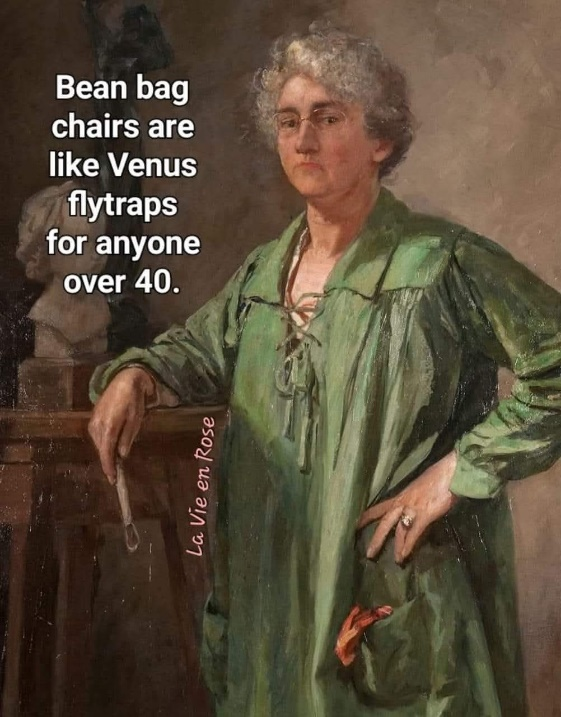 Bean bag
chairs are
like Venus
flytraps
for anyone
over 40.
La Vie en Rose